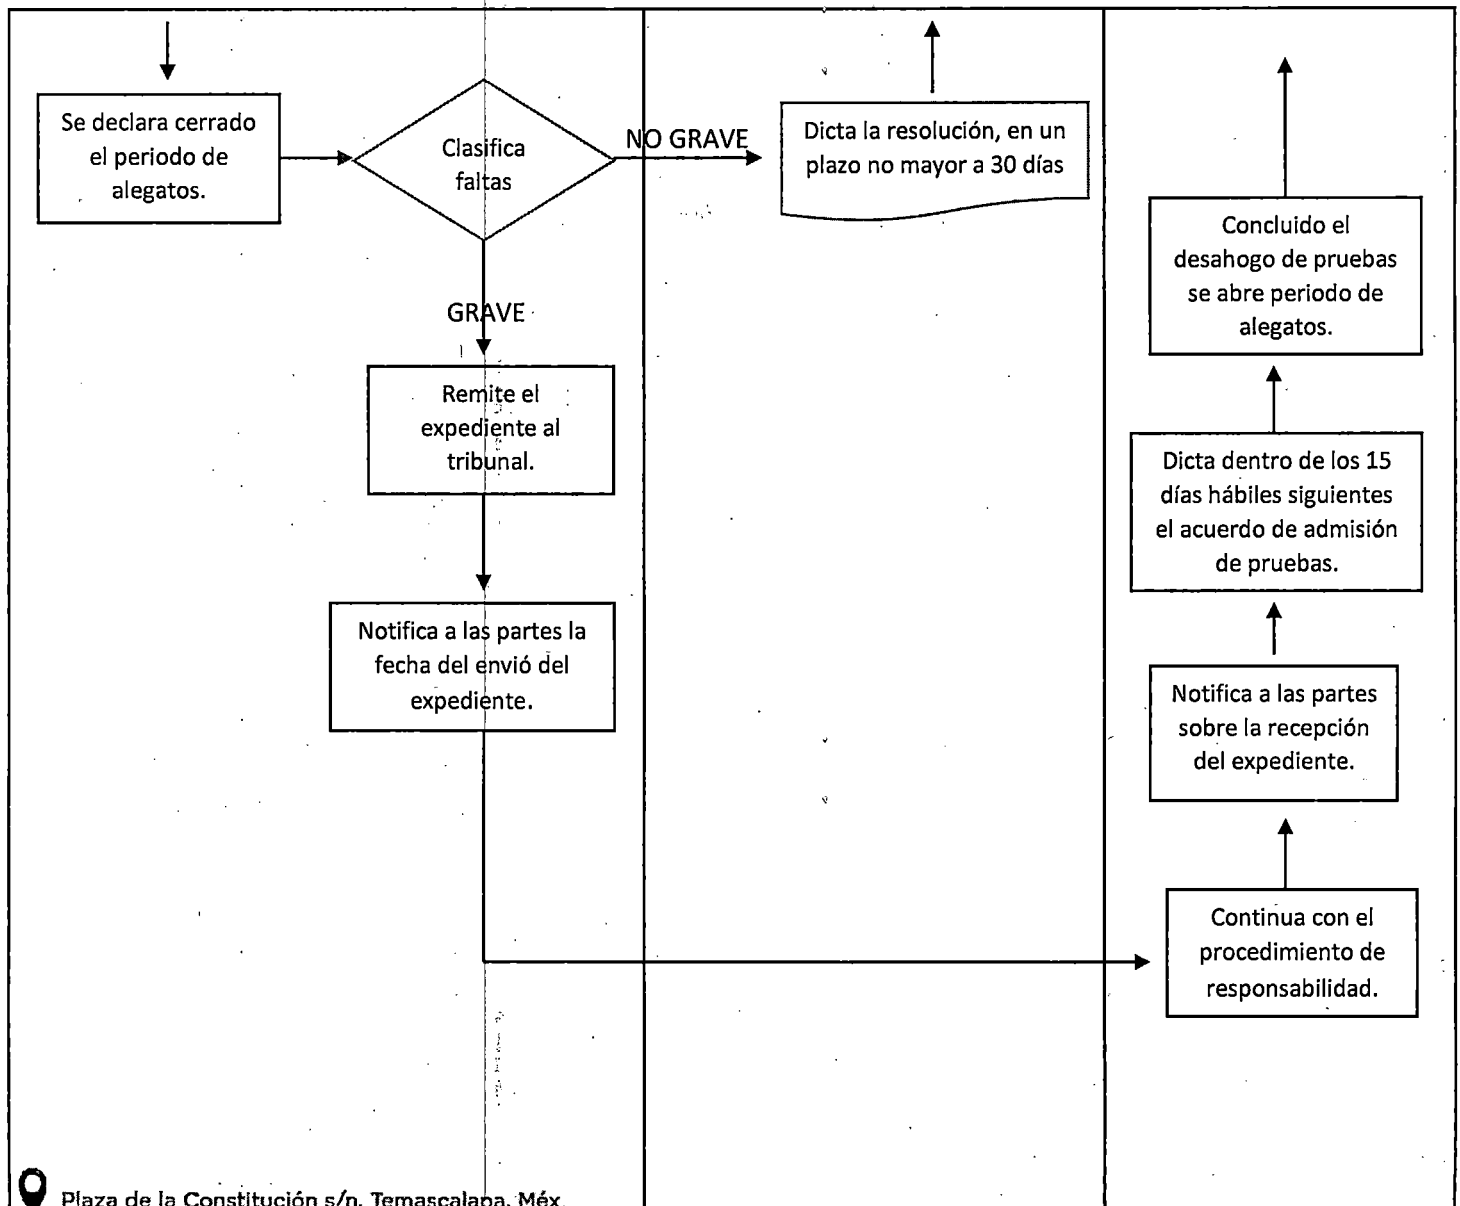 Se declara cerrado
el periodo de
alegatos.
Clasifica
faltas
NO GRAVE
Dicta la resolución, en un
plazo no mayor a 30 días
GRAVE
Remite el
expediente al
tribunal.
Notifica a las partes la
fecha del envió del
expediente.
Concluido el
desahogo de pruebas
se abre periodo de
alegatos.
Dicta dentro de los 15
días hábiles siguientes
el acuerdo de admisión
de pruebas.
Notifica a las partes
sobre la recepción
del expediente.
Continua con el
procedimiento de
responsabilidad.
Plaza de la Constitución s/n. Temascalapa, Méx.